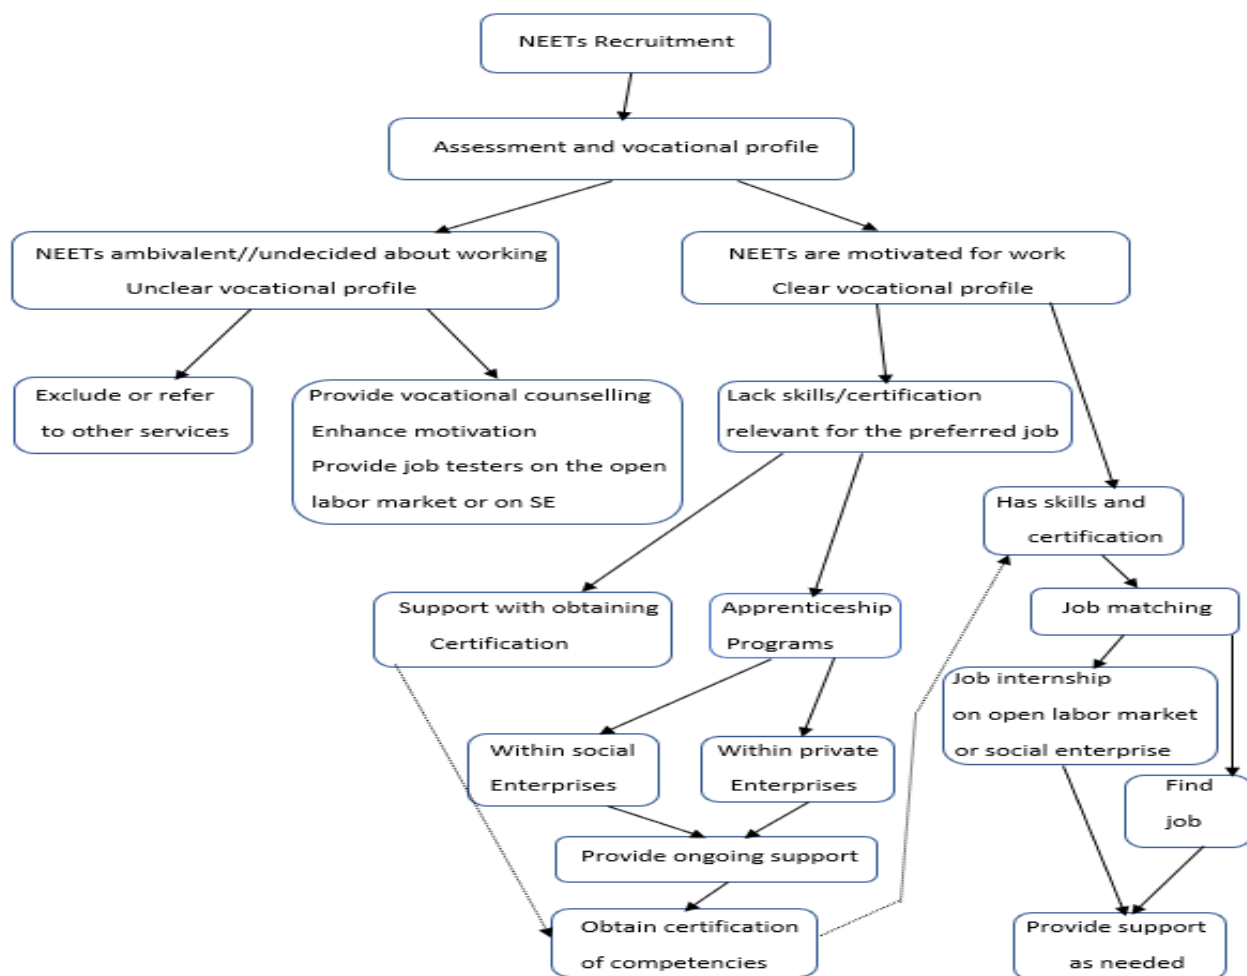 NEETs Recruitment
Assessment and vocational profile
NEETs ambivalent//undecided about working
Unclear vocational profile
NEETs are motivated for work
Clear vocational profile
Exclude or refer
to other services
Provide vocational counselling
Enhance motivation
Provide job testers on the open
labor market or on SE
Lack skills/certification
relevant for the preferred job
Has skills and
certification
Support with obtaining
Certification
Apprenticeship
Programs
Job matching
Job internship
on open labor market
or social enterprise
Within social
Enterprises
Within private
Enterprises
Find
job
Provide ongoing support
Obtain certification
of competencies
Provide support
as needed